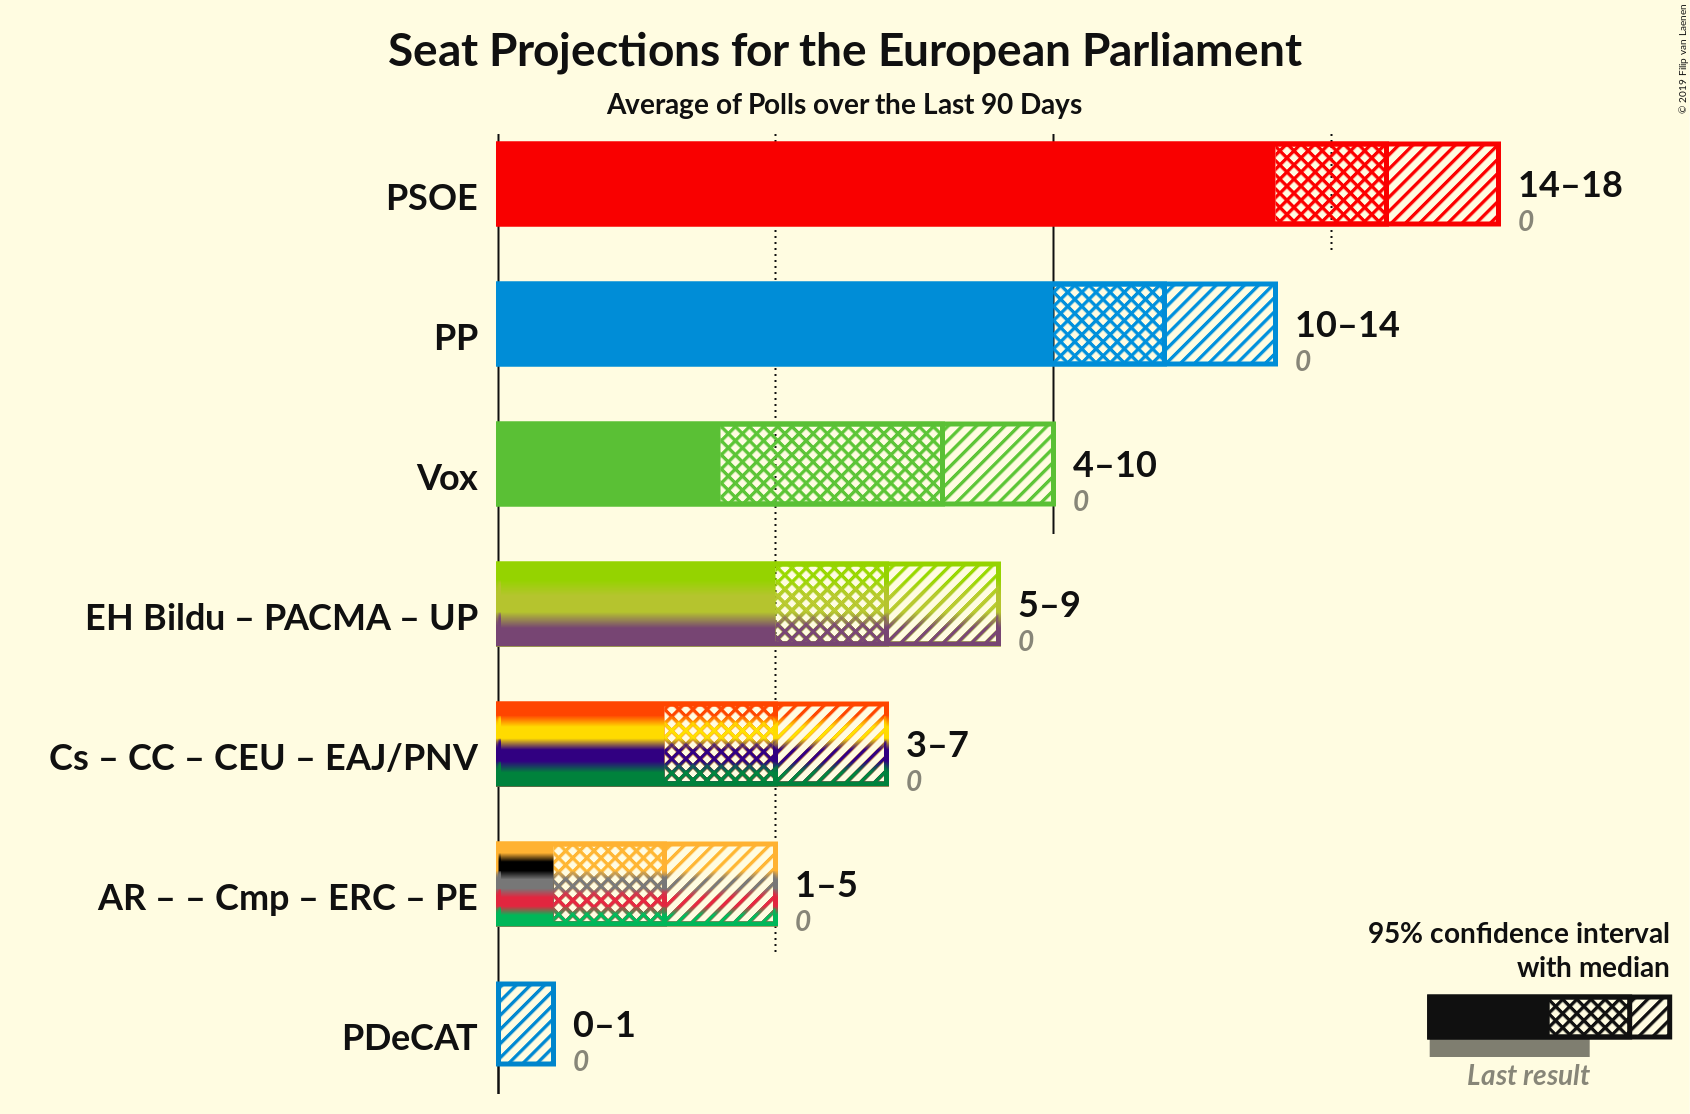 Seat Projections for the European Parliament
Average of Polls over the Last 90 Days
© 2019 Filip van Laenen
PSOE
14–18
0
PP
10–14
0
Vox
4–10
0
EH Bildu – PACMA – UP
5–9
0
Cs – CC – CEU – EAJ/PNV
3–7
0
AR – – Cmp – ERC – PE
1–5
0
PDeCAT
0–1
0
95% confidence interval
with median
Last result